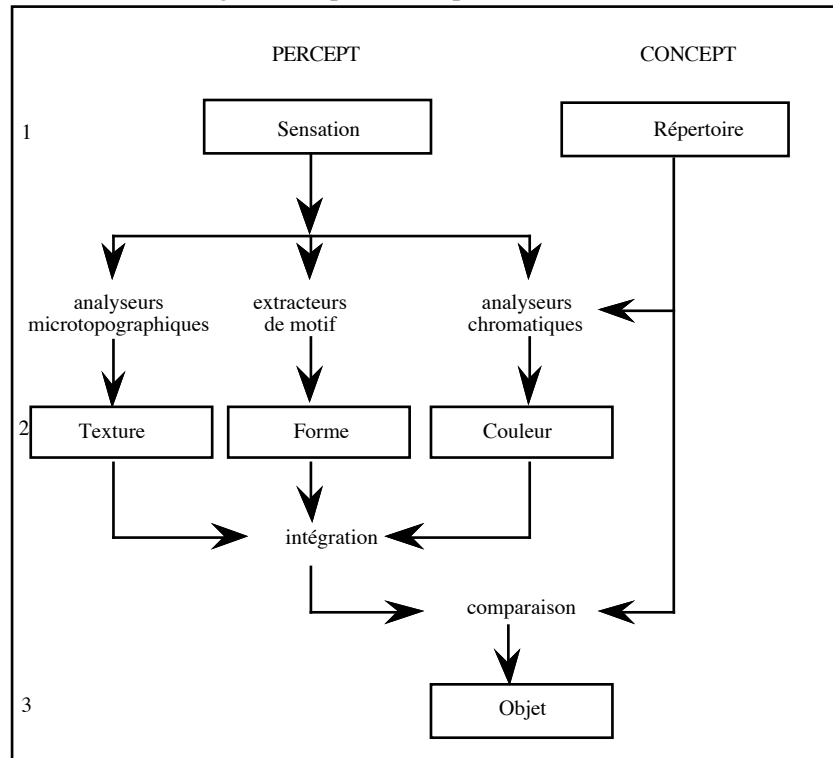 PERCEPT CONCEPT
1 Sensation Répertoire
analyseurs extracteurs analyseurs
microtopographiques de motif chromatiques
2 Texture Forme Couleur
intégration
comparaison
3 Objet